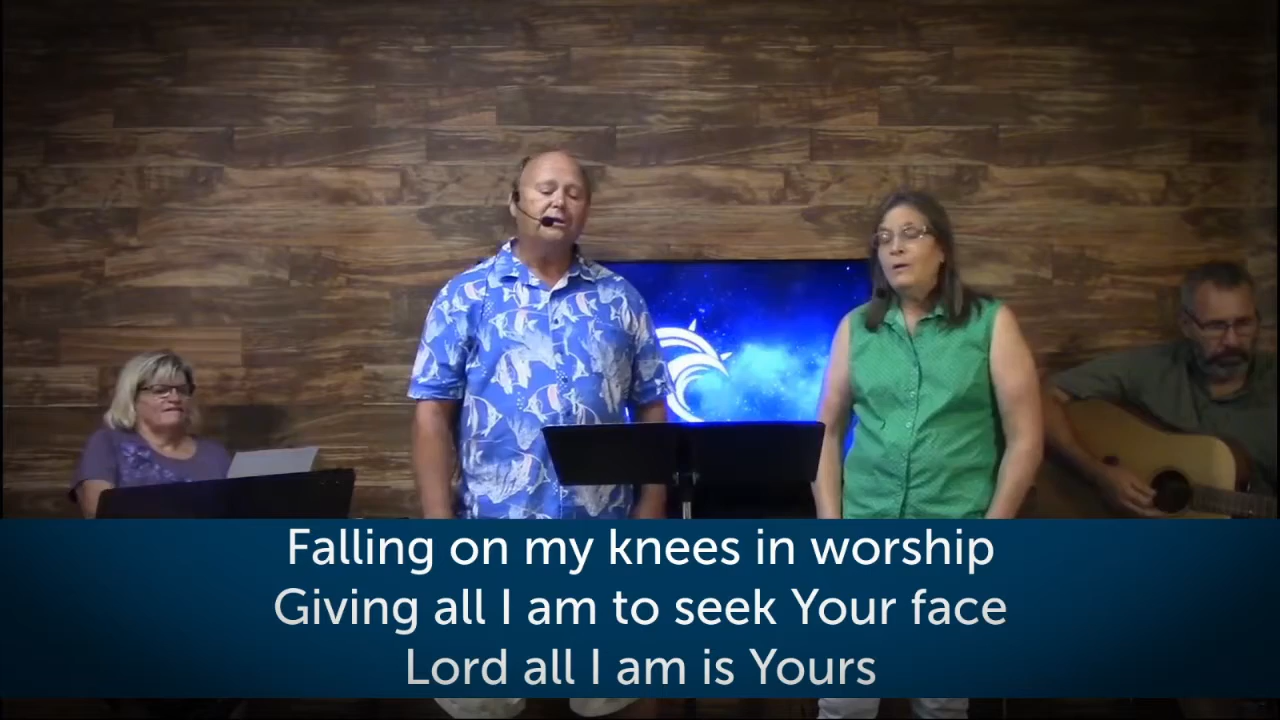 Falling on my knees in worship
Giving all I am to seek Your face
Lord all I am is Yours